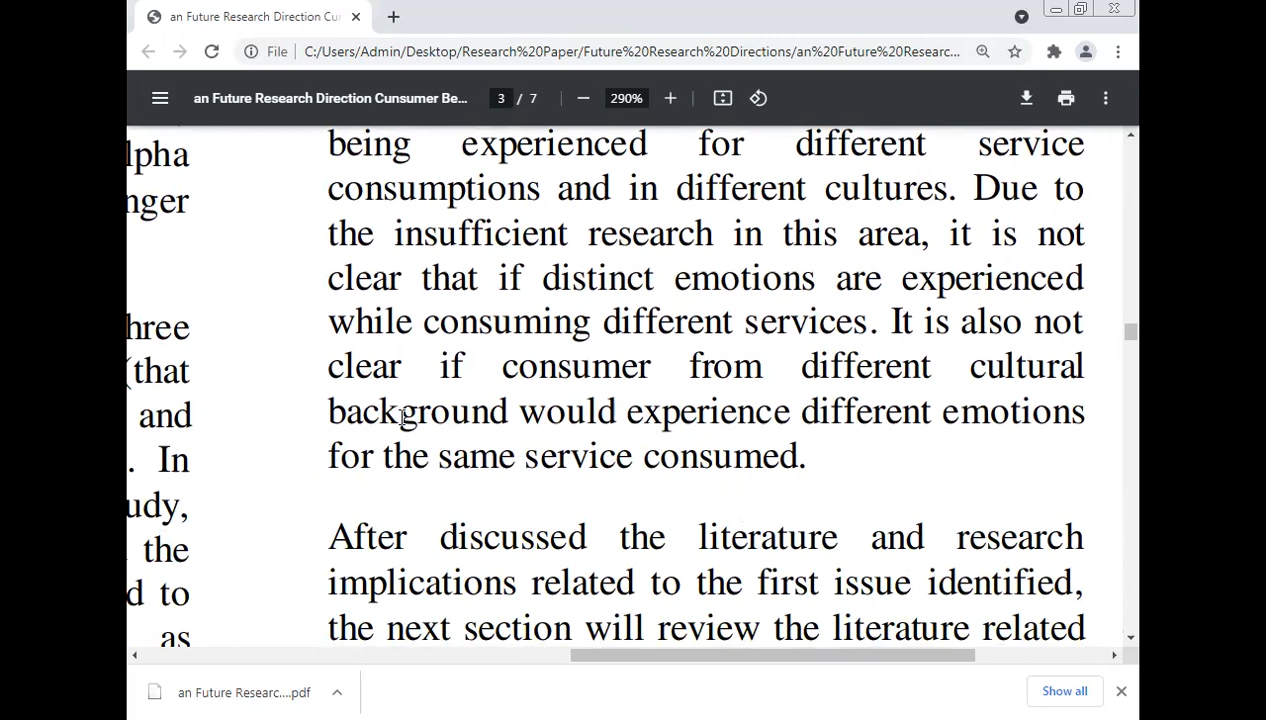 an Future Research Direction Cur
File
C:/Users/Admin/Desktop/Research%20Paper/Future%20Research%20Directions/an%20Future%20Researc...
an Future Research Direction Cunsumer Be...
3 / 7
290%
lpha
nger
hree
(that
and
. In
udy,
the
d to
as
being experienced for different service
consumptions and in different cultures. Due to
the insufficient research in this area, it is not
clear that if distinct emotions are experienced
while consuming different services. It is also not
clear if consumer from different cultural
background would experience different emotions
for the same service consumed.
After discussed the literature and research
implications related to the first issue identified,
the next section will review the literature related
an Future Researc....pdf
Show all